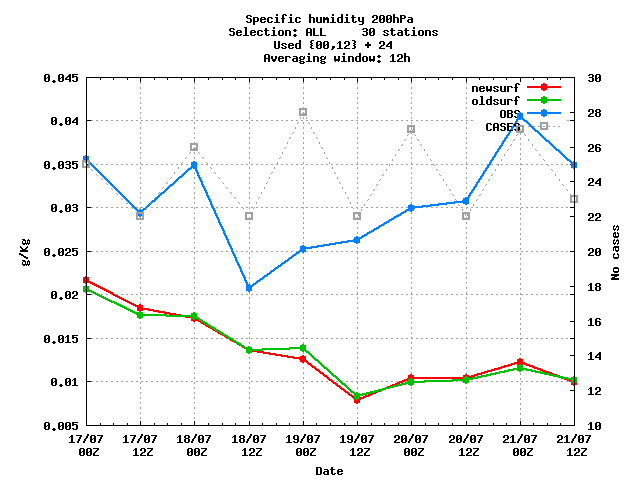 Specific humidity 200hPa
Selection: ALL     30 stations
Used {00,12} + 24
Averaging window: 12h
newsurf
oldsurf
OBS
CASES
0.045
0.04
0.035
0.03
0.025
0.02
0.015
0.01
0.005
g/Kg
30
28
26
24
22
20
18
16
14
12
10
No cases
17/07 17/07 18/07 18/07 19/07 19/07 20/07 20/07 21/07 21/07
00Z 12Z 00Z 12Z 00Z 12Z 00Z 12Z 00Z 12Z
Date